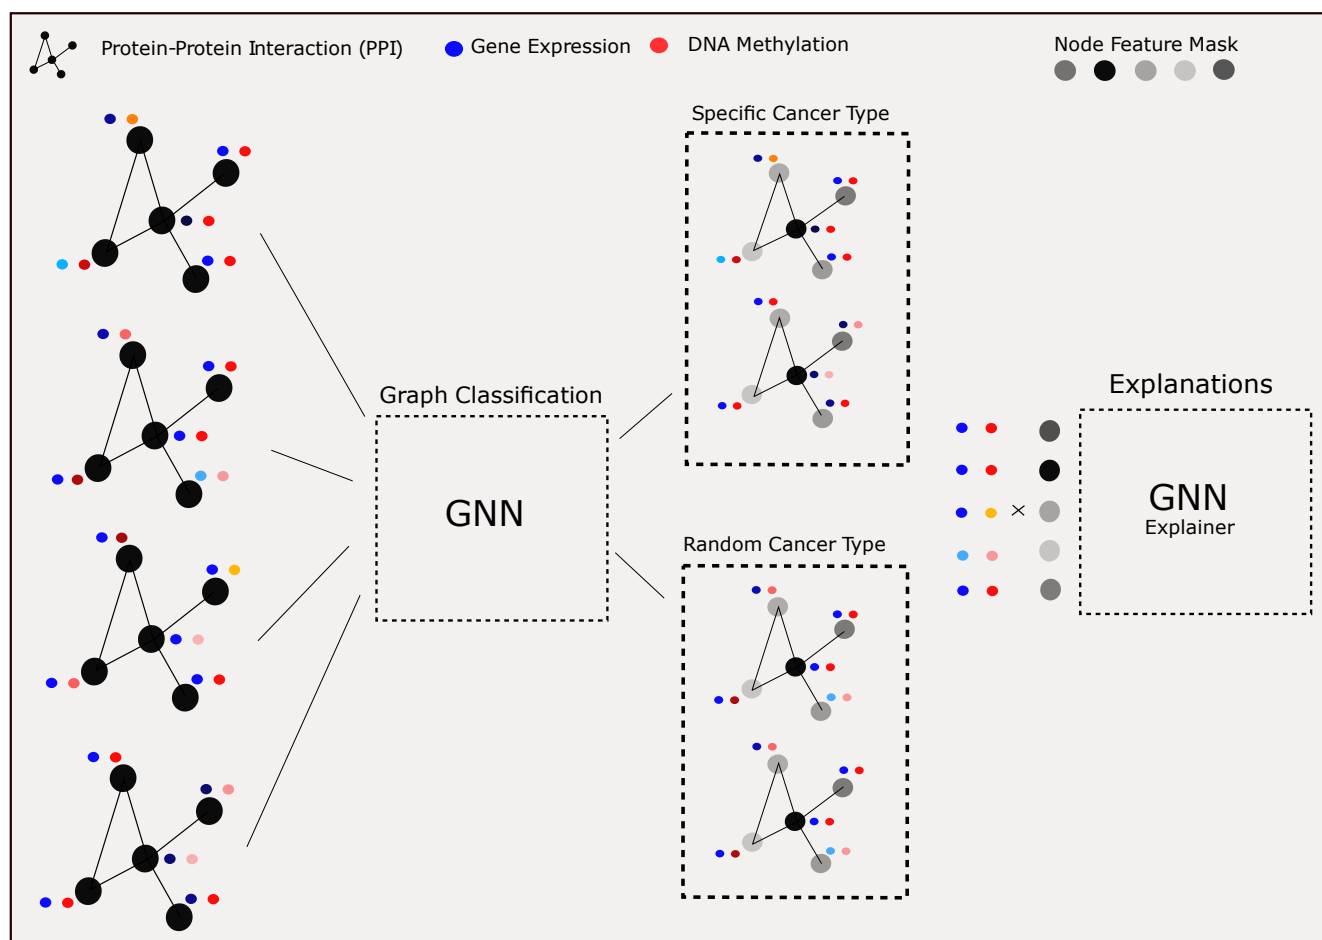 Protein-Protein Interaction (PPI)
Gene Expression
DNA Methylation
Node Feature Mask
Specific Cancer Type
Graph Classification
GNN
Random Cancer Type
Explanations
×
GNN
Explainer